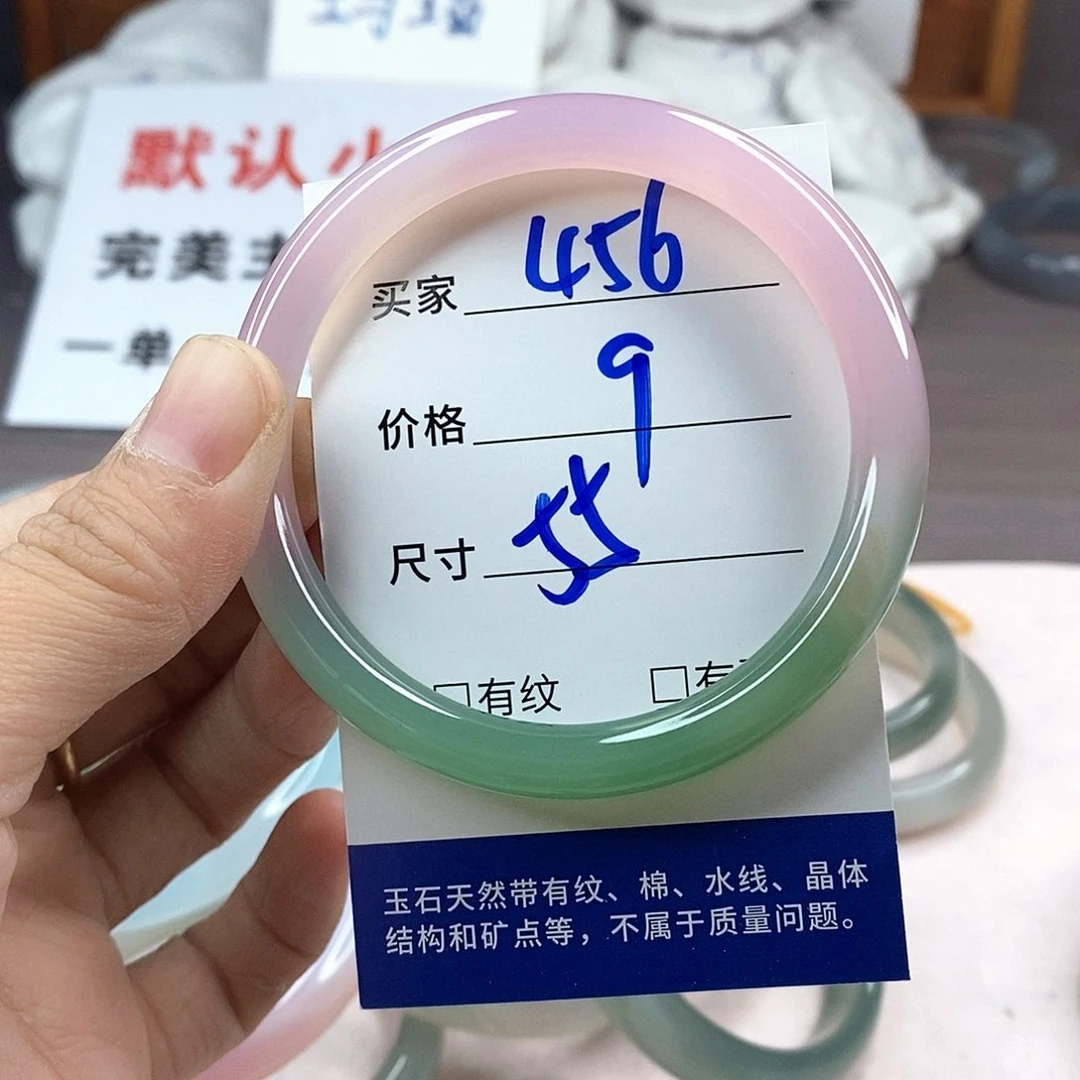 默认小
完美主
一单
买家 456
价格 9
尺寸 55
□有纹 □有
玉石天然带有纹、棉、水线、晶体
结构和矿点等，不属于质量问题。